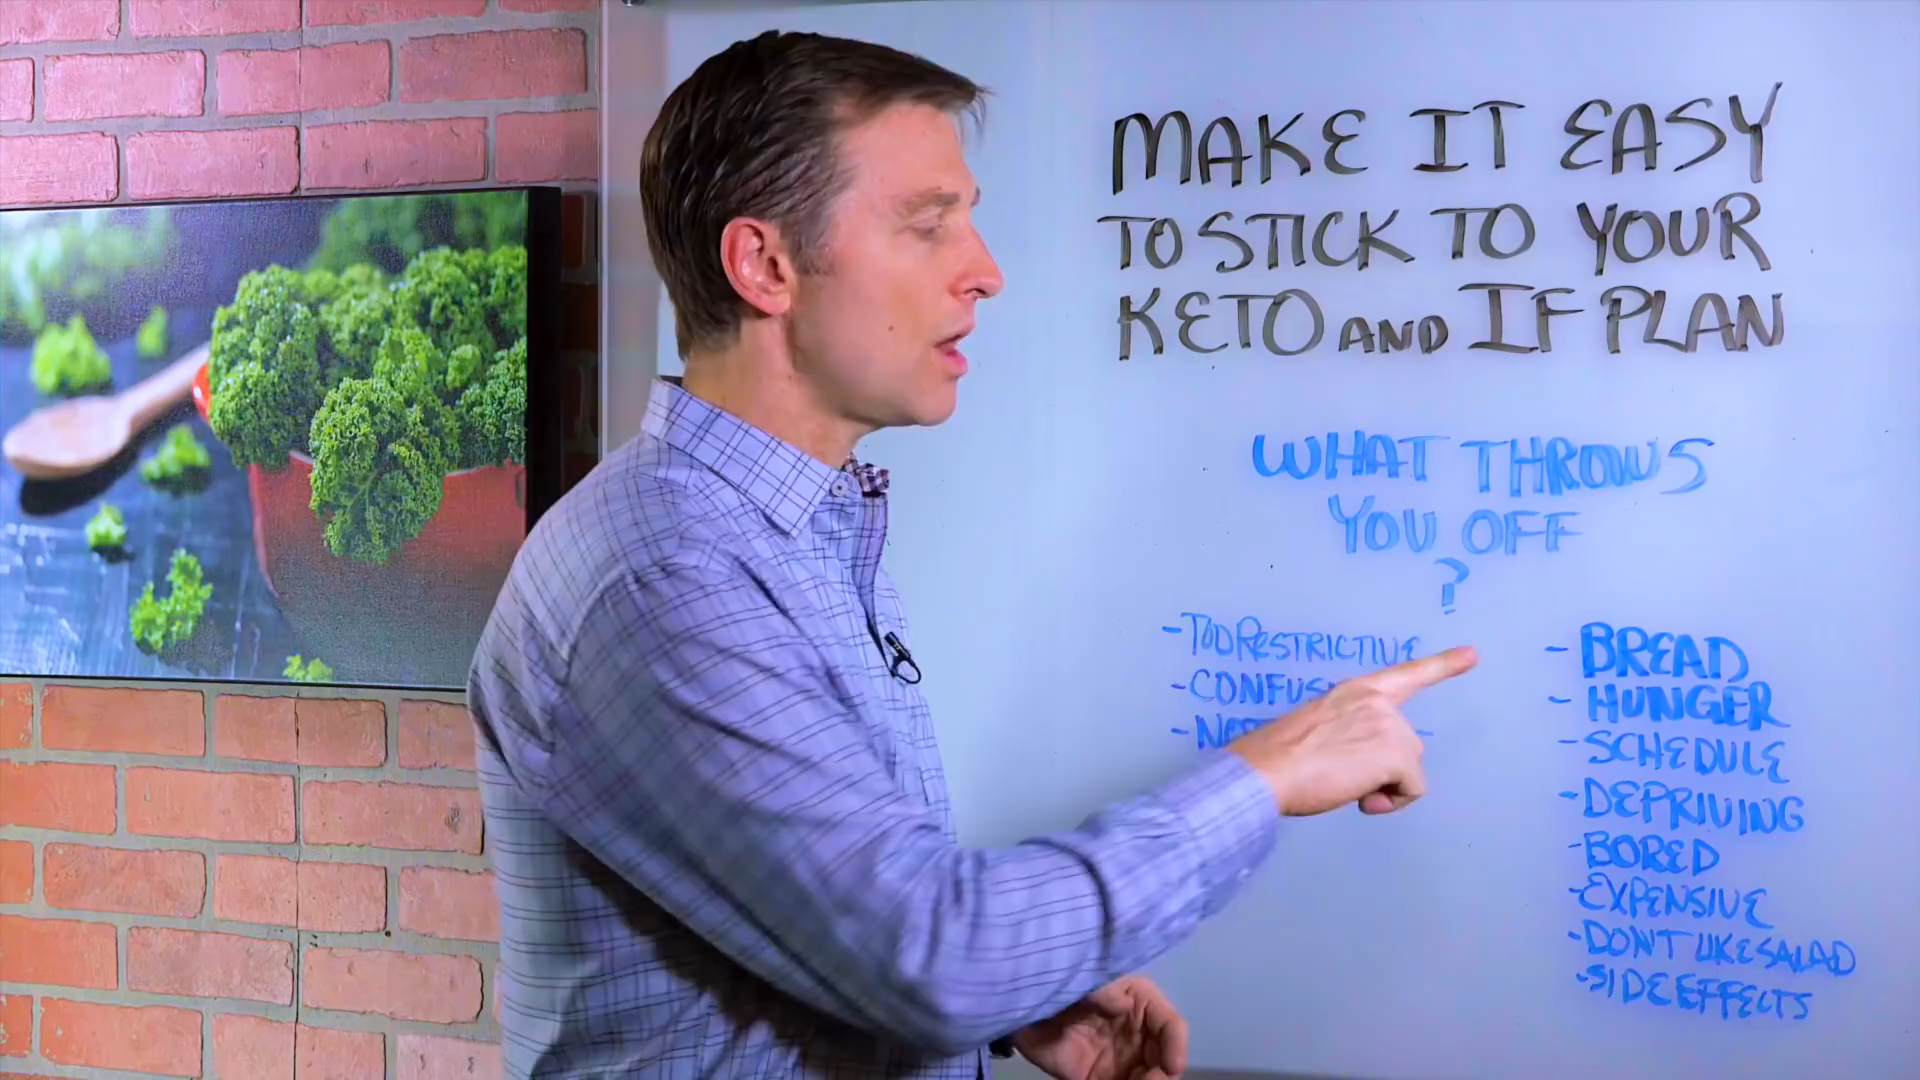 MAKE IT EASY
TO STICK TO YOUR
KETO AND IF PLAN
WHAT THROWS
YOU OFF
?
- TOO RESTRICTIVE
- CONFUS
-
- BREAD
- HUNGER
- SCHEDULE
- DEPRIVING
- BORED
- EXPENSIVE
- DON'T LIKE SALAD
- SIDE EFFECTS